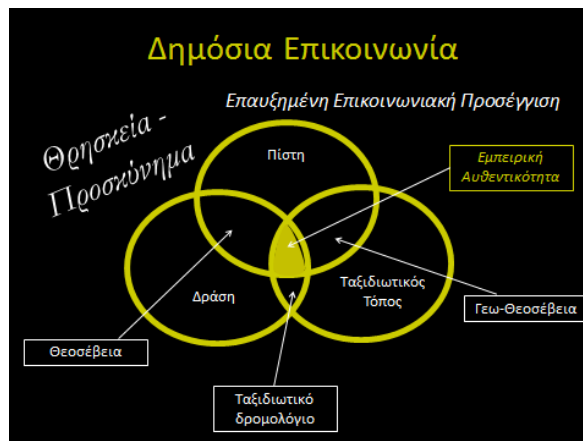 Δημόσια Επικοινωνία
Επαυξημένη Επικοινωνιακή Προσέγγιση
Θρησκεία -
Προσκύνημα
Πίστη
Εμπειρική
Αυθεντικότητα
Δράση
Ταξιδιωτικός
Τόπος
Γεω-Θεοσέβεια
Θεοσέβεια
Ταξιδιωτικό
δρομολόγιο